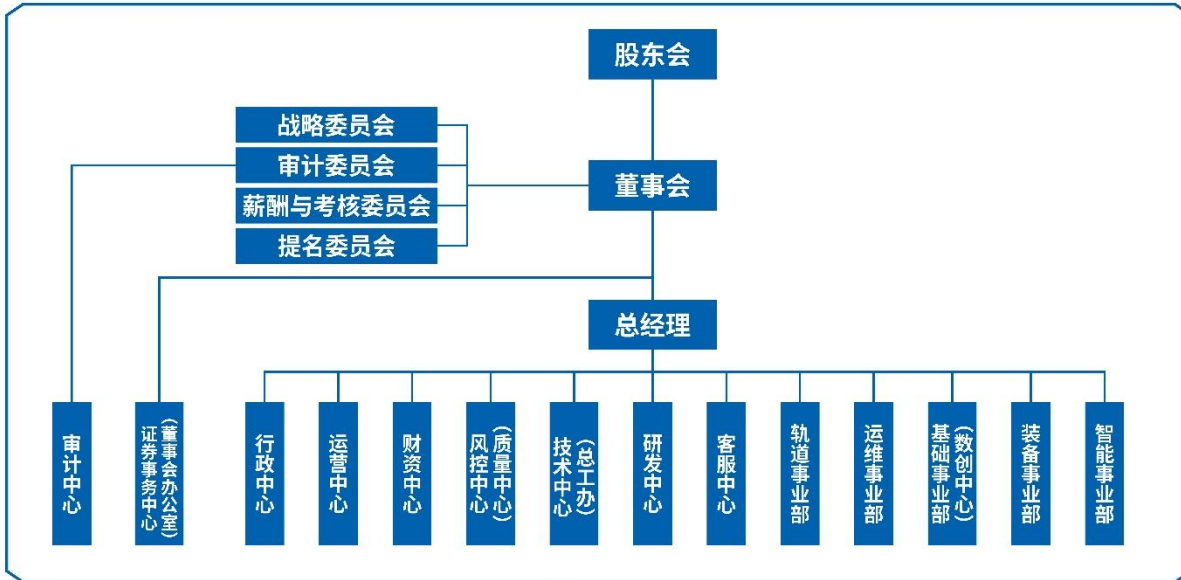 股东会
战略委员会
审计委员会
薪酬与考核委员会
提名委员会
董事会
总经理
审计中心
证券事务中心
(董事会办公室)
行政中心
运营中心
财资中心
风控中心
(质量中心)
技术中心
(总工办)
研发中心
客服中心
轨道事业部
运维事业部
基础事业部
(数创中心)
装备事业部
智能事业部